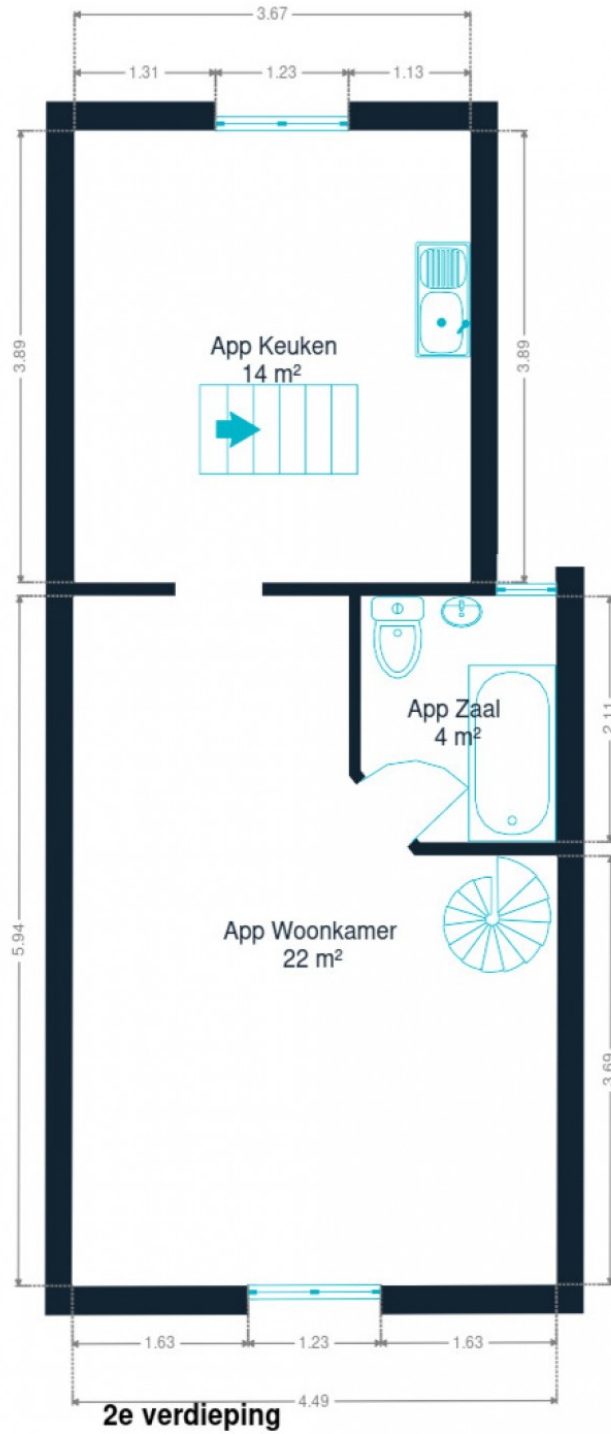 3.67
1.31 1.23 1.13
3.89 3.89
App Keuken
14 m²
App Zaal
4 m²
2.11
App Woonkamer
22 m²
5.94
3.69
1.63 1.23 1.63
4.49
2e verdieping